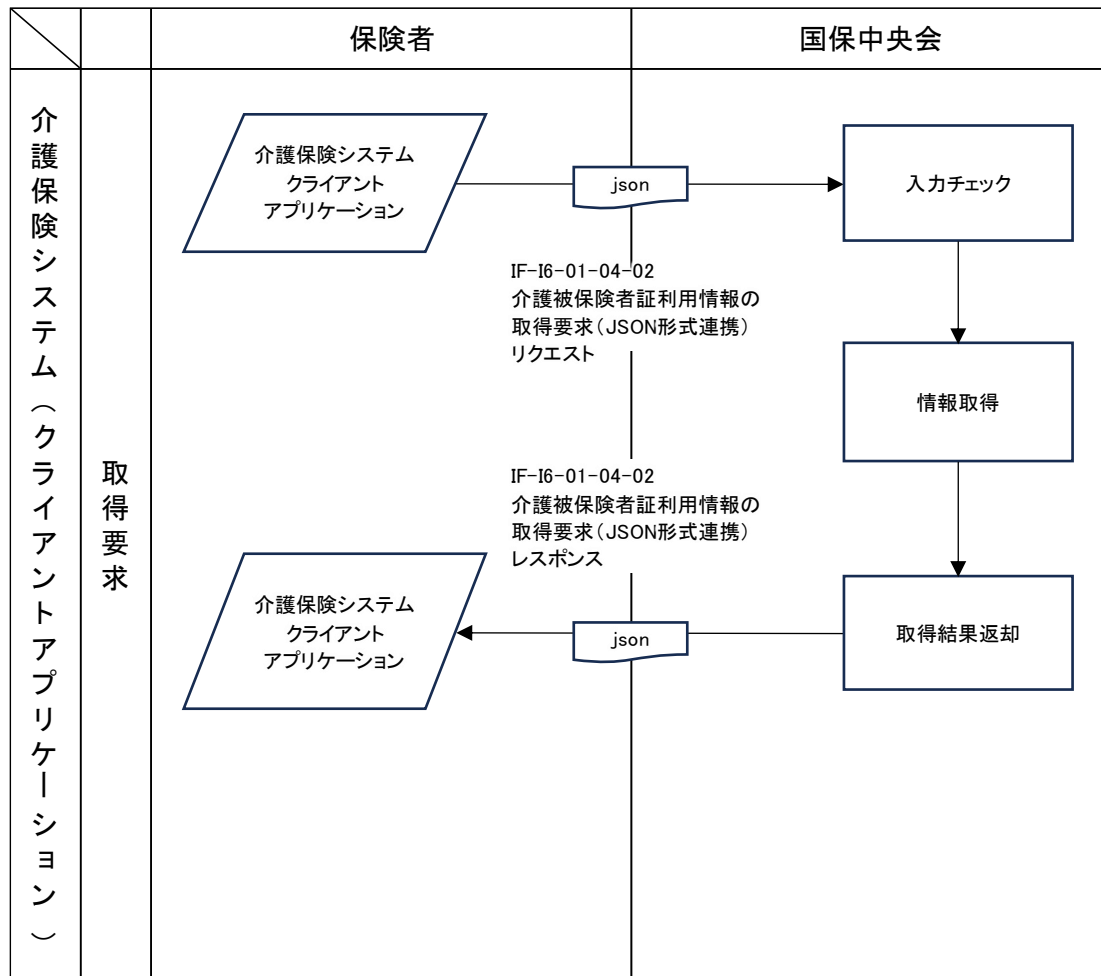 保険者
国保中央会
介護保険システム（クライアントアプリケーション）
取得要求
介護保険システム
クライアント
アプリケーション
json
入力チェック
IF-I6-01-04-02
介護被保険者証利用情報の
取得要求（JSON形式連携）
リクエスト
情報取得
IF-I6-01-04-02
介護被保険者証利用情報の
取得要求（JSON形式連携）
レスポンス
介護保険システム
クライアント
アプリケーション
json
取得結果返却